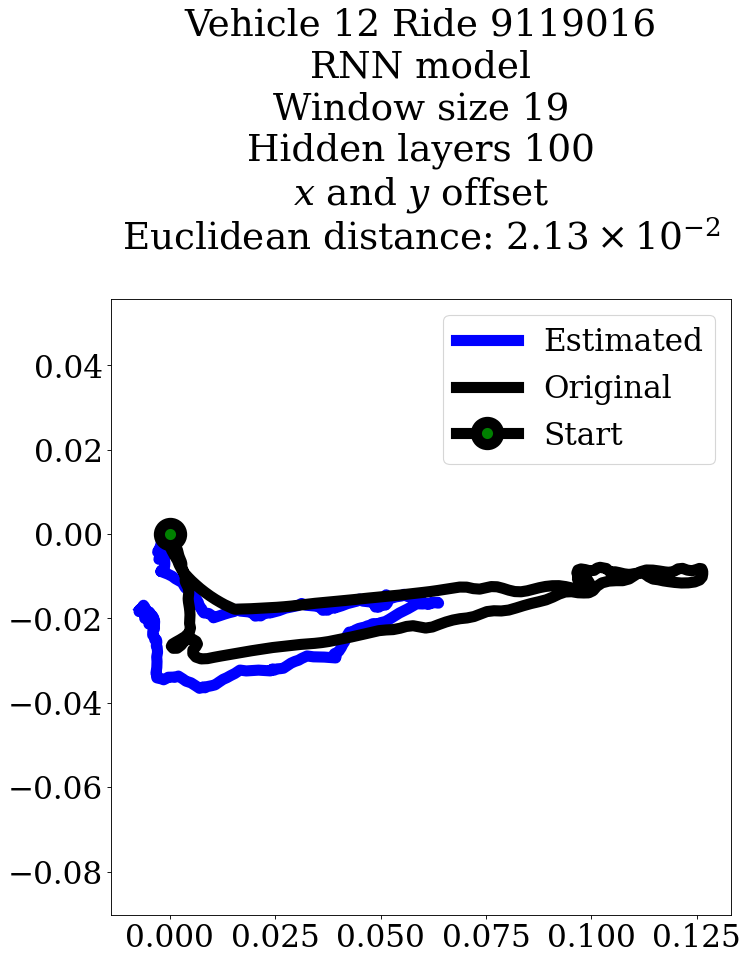 Vehicle 12 Ride 9119016
RNN model
Window size 19
Hidden layers 100
x and y offset
Euclidean distance: 2.13 × 10⁻²
Estimated
Original
Start
0.04
0.02
0.00
−0.02
−0.04
−0.06
−0.08
0.000 0.025 0.050 0.075 0.100 0.125